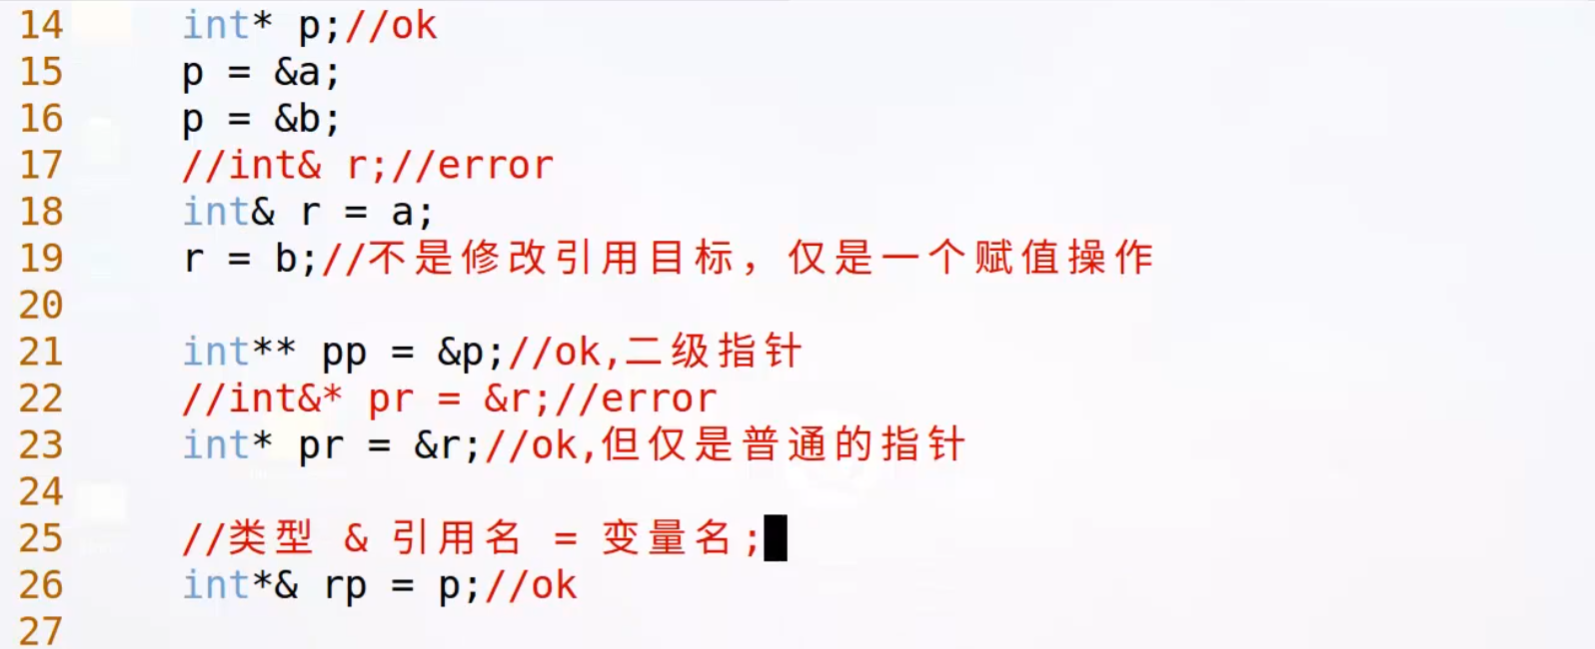 14 int* p;//ok
15 p = &a;
16 p = &b;
17 //int& r;//error
18 int& r = a;
19 r = b;//不是修改引用目标，仅是一个赋值操作
20
21 int** pp = &p;//ok,二级指针
22 //int&* pr = &r;//error
23 int* pr = &r;//ok,但仅是普通的指针
24
25 //类型 & 引用名 = 变量名;
26 int*& rp = p;//ok
27